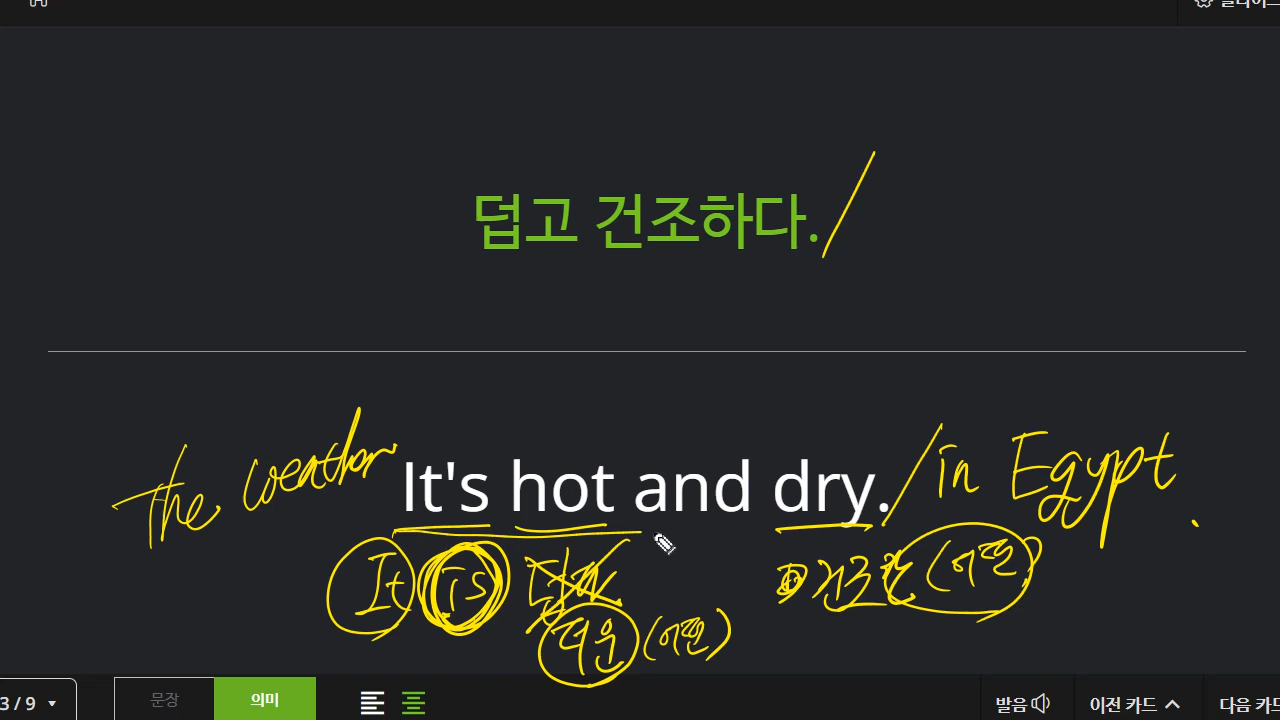 덥고 건조하다.
The weather It's hot and dry. in Egypt.
It is 건조한 (어떤)
더운 (어떤)
3 / 9 문장 의미 발음 이전 카드 다음